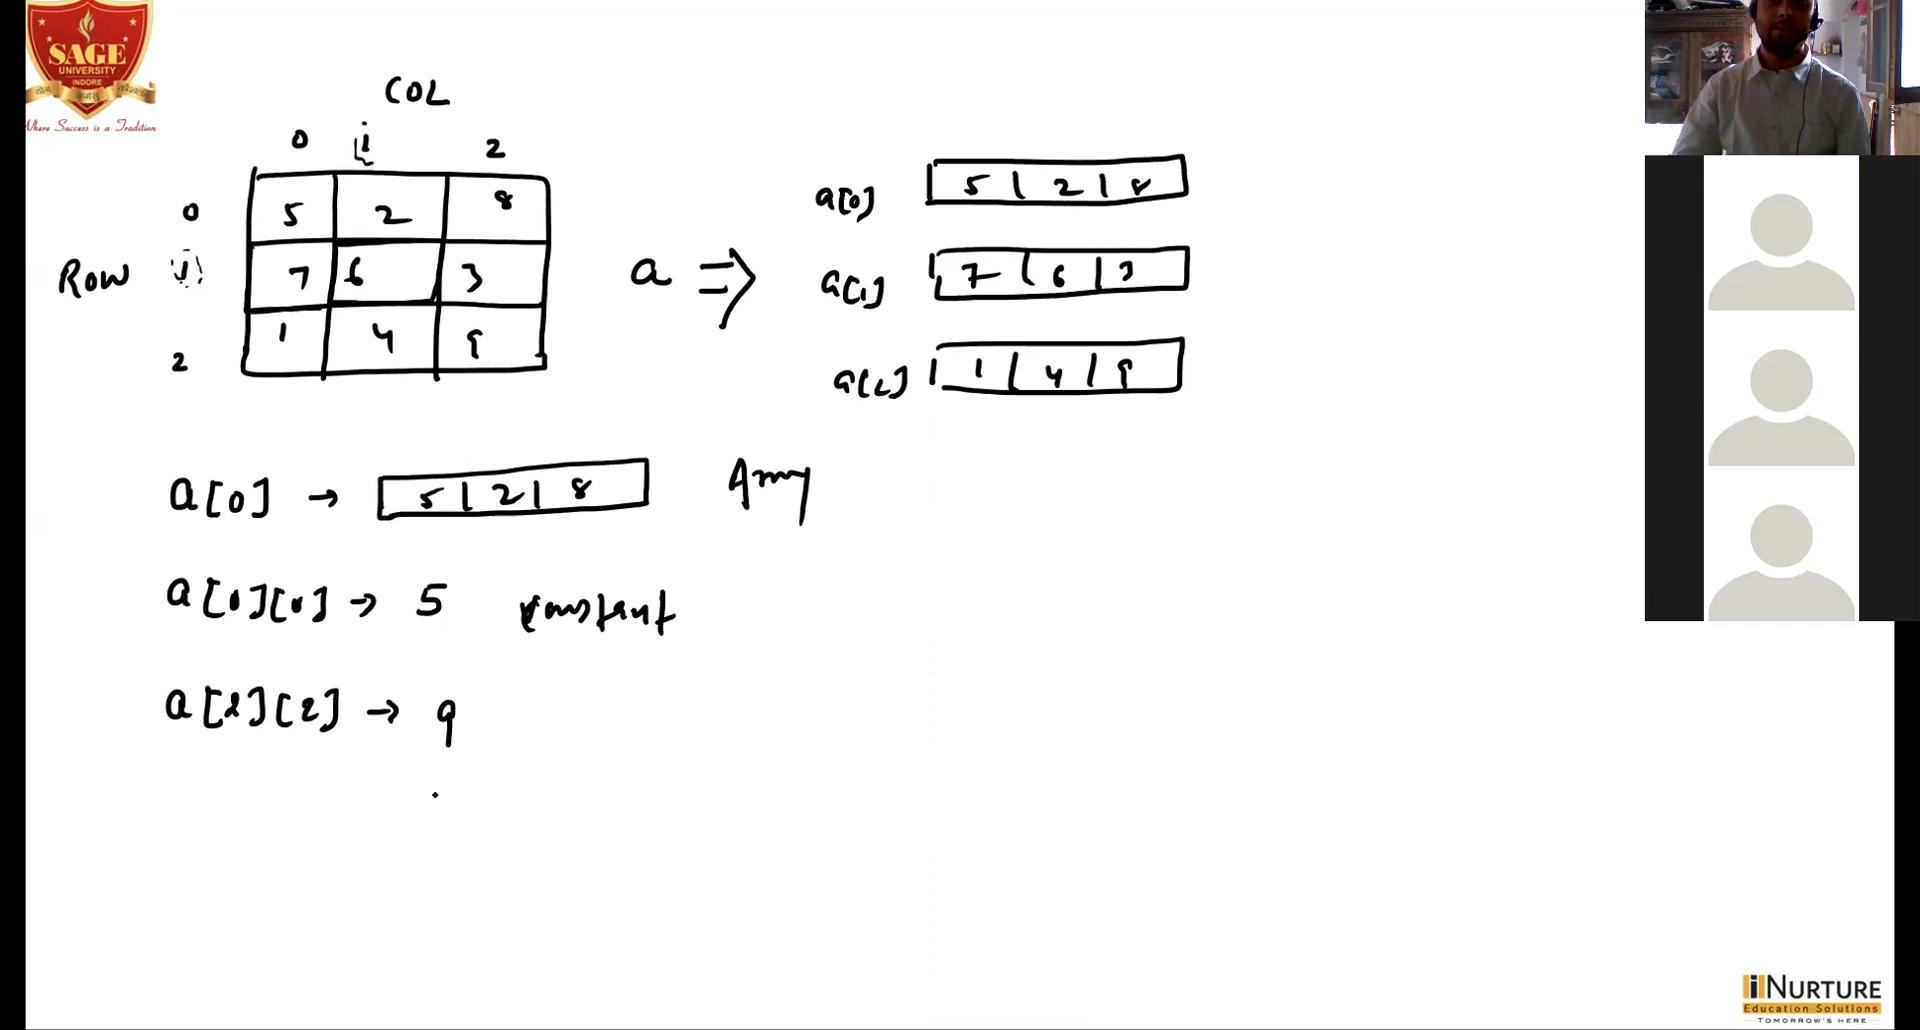 SAGE
UNIVERSITY
INDORE
Where Success is a Tradition
COL
0 1 2
0 5 2 8
Row 1 7 6 3
2 1 4 9
a ⇒
a[0] 5 | 2 | 8
a[1] 7 | 6 | 3
a[2] 1 | 4 | 9
a[0] → 5 | 2 | 8 Array
a[0][0] → 5 constant
a[2][2] → 9
iNURTURE
Education Solutions
TOMORROW'S HERE